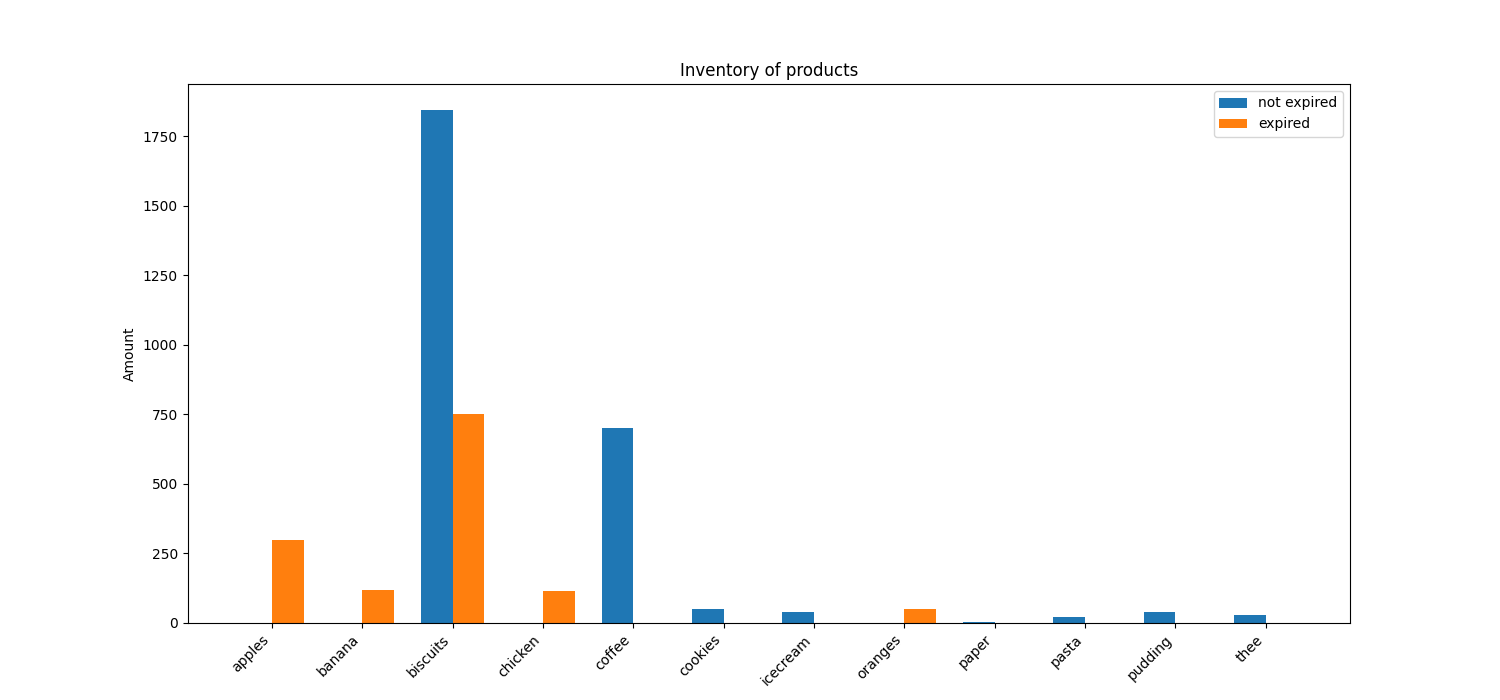 Inventory of products
not expired
expired
Amount
1750
1500
1250
1000
750
500
250
0
apples
banana
biscuits
chicken
coffee
cookies
icecream
oranges
paper
pasta
pudding
thee